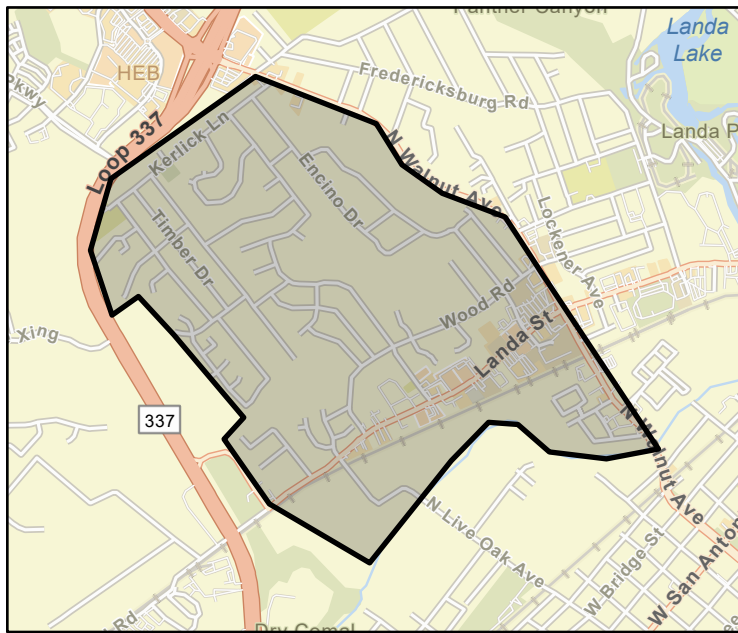 Panther Canyon
Landa
Lake
HEB
Pkwy
Fredericksburg Rd
Loop 337
Kerlick Ln
N Walnut Ave
Landa P
Encino Dr
Lockener Ave
Timber Dr
Wood Rd
Landa St
Xing
337
N Walnut Ave
N Live Oak Ave
W Bridge St
W San Anton
Rd
Dry Comal